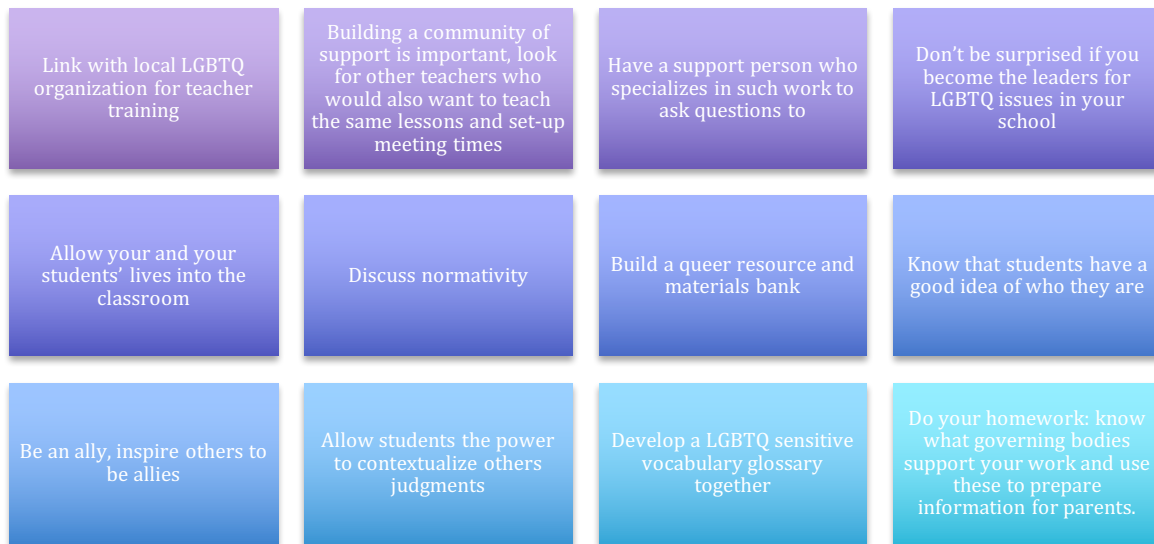 Link with local LGBTQ
organization for teacher
training
Building a community of
support is important, look
for other teachers who
would also want to teach
the same lessons and set-up
meeting times
Have a support person who
specializes in such work to
ask questions to
Don’t be surprised if you
become the leaders for
LGBTQ issues in your
school
Allow your and your
students’ lives into the
classroom
Discuss normativity
Build a queer resource and
materials bank
Know that students have a
good idea of who they are
Be an ally, inspire others to
be allies
Allow students the power
to contextualize others
judgments
Develop a LGBTQ sensitive
vocabulary glossary
together
Do your homework: know
what governing bodies
support your work and use
these to prepare
information for parents.